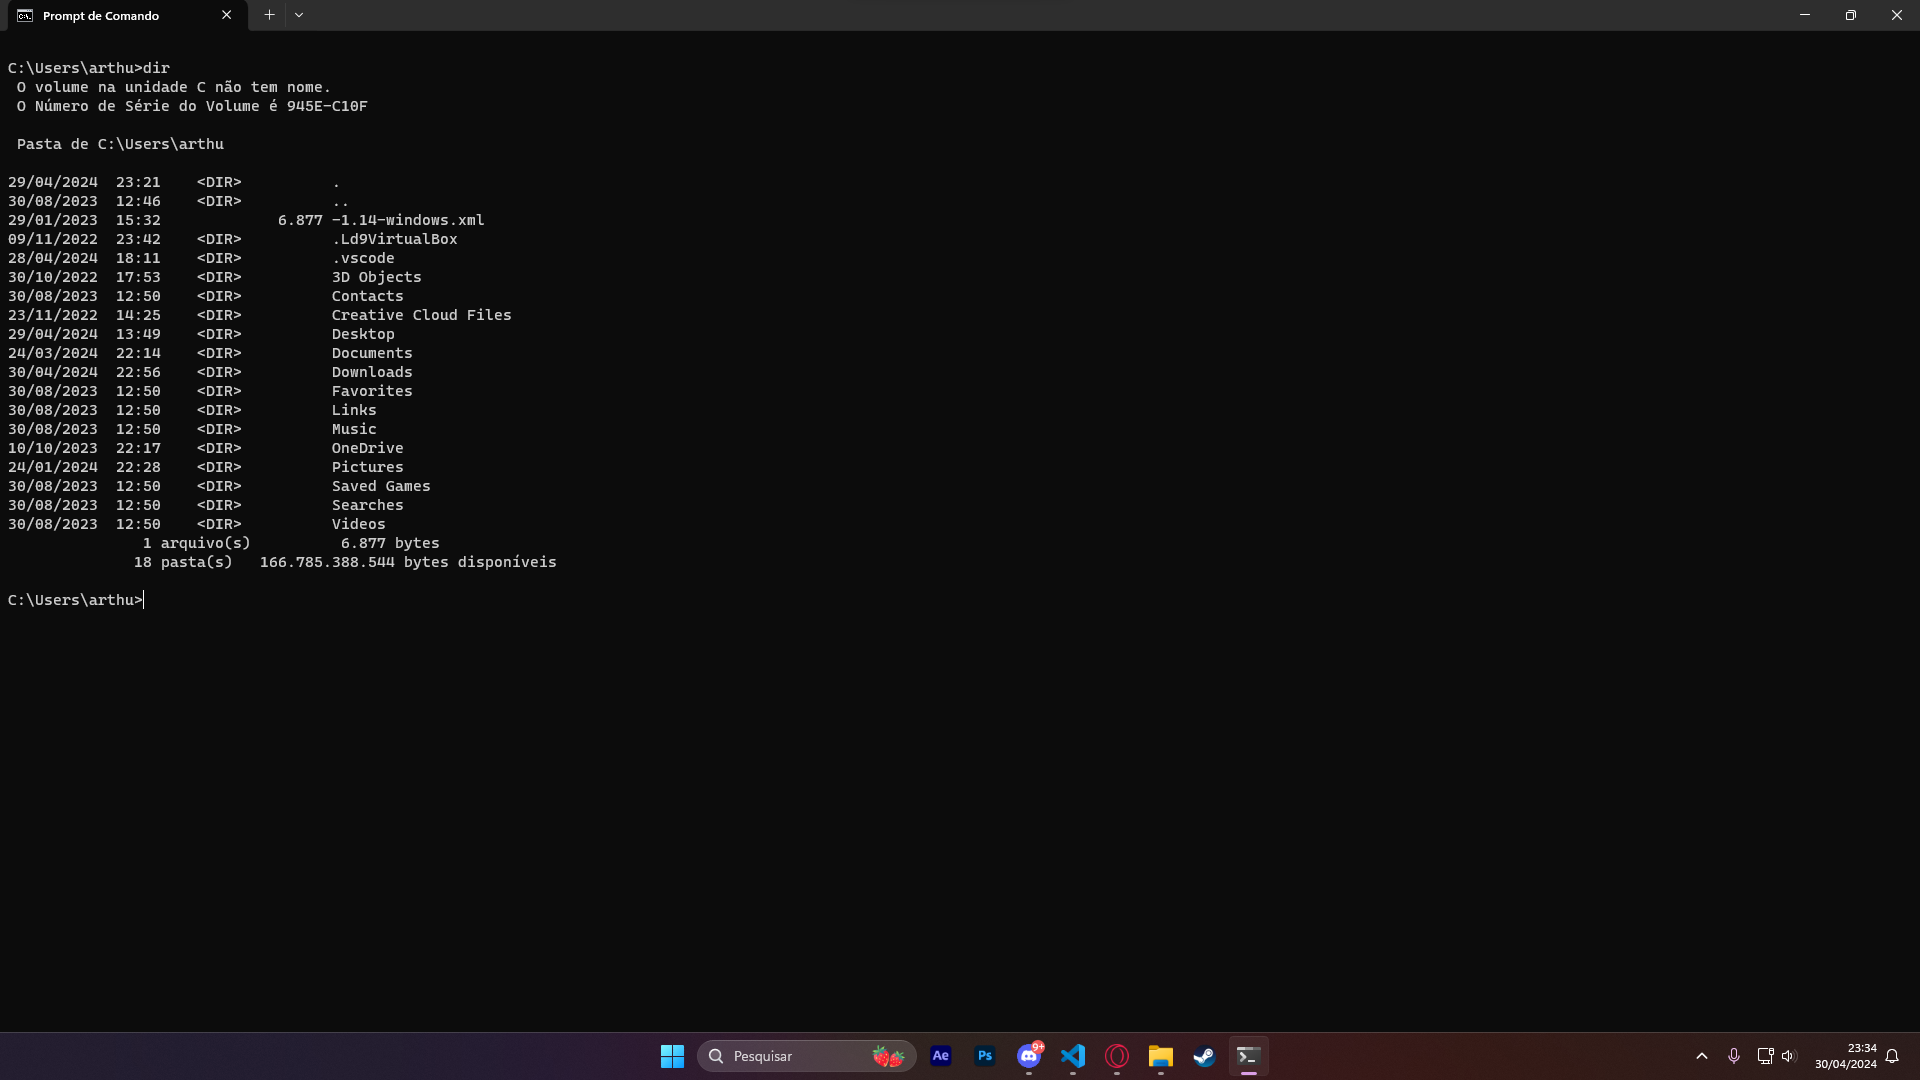 Prompt de Comando
C:\Users\arthu>dir
O volume na unidade C não tem nome.
O Número de Série do Volume é 945E-C10F
Pasta de C:\Users\arthu
29/04/2024  23:21    <DIR>          .
30/08/2023  12:46    <DIR>          ..
29/01/2023  15:32             6.877 -1.14-windows.xml
09/11/2022  23:42    <DIR>          .Ld9VirtualBox
28/04/2024  18:11    <DIR>          .vscode
30/10/2022  17:53    <DIR>          3D Objects
30/08/2023  12:50    <DIR>          Contacts
23/11/2022  14:25    <DIR>          Creative Cloud Files
29/04/2024  13:49    <DIR>          Desktop
24/03/2024  22:14    <DIR>          Documents
30/04/2024  22:56    <DIR>          Downloads
30/08/2023  12:50    <DIR>          Favorites
30/08/2023  12:50    <DIR>          Links
30/08/2023  12:50    <DIR>          Music
10/10/2023  22:17    <DIR>          OneDrive
24/01/2024  22:28    <DIR>          Pictures
30/08/2023  12:50    <DIR>          Saved Games
30/08/2023  12:50    <DIR>          Searches
30/08/2023  12:50    <DIR>          Videos
1 arquivo(s)          6.877 bytes
18 pasta(s)   166.785.388.544 bytes disponíveis
C:\Users\arthu>
Pesquisar
Ae
Ps
9+
23:34
30/04/2024